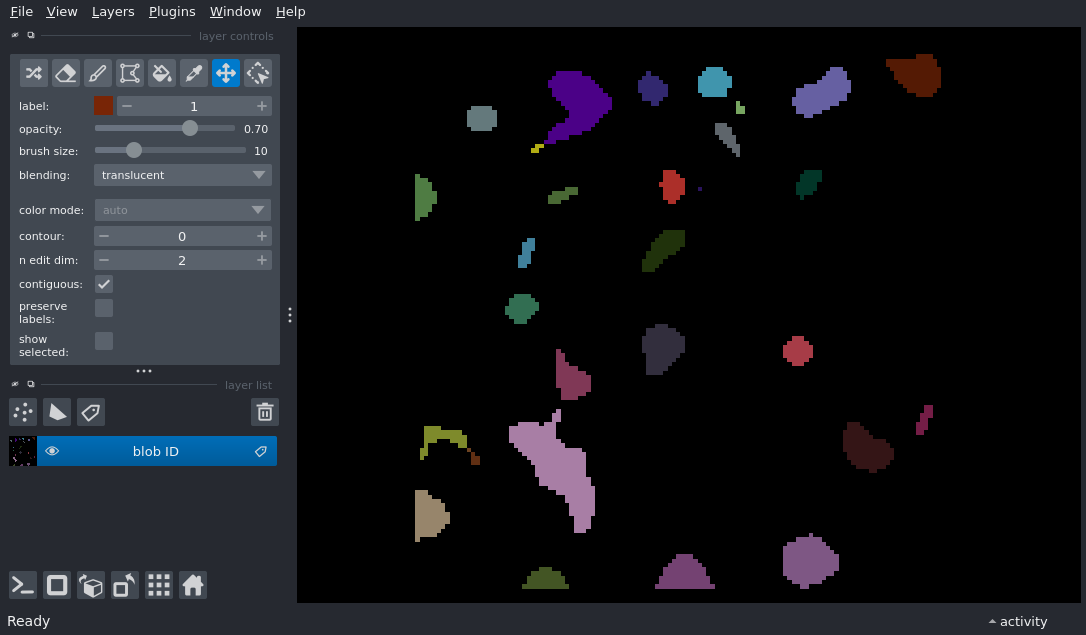 File View Layers Plugins Window Help
layer controls
label: 1
opacity: 0.70
brush size: 10
blending: translucent
color mode: auto
contour: 0
n edit dim: 2
contiguous:
preserve
labels:
show
selected:
layer list
blob ID
Ready
activity